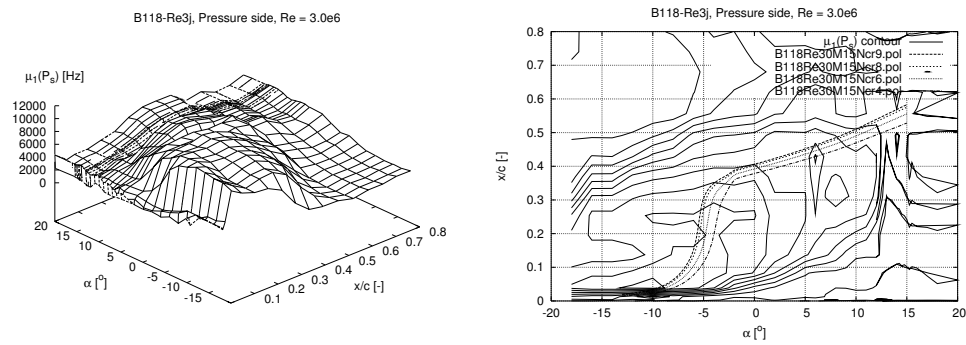 B118-Re3j, Pressure side, Re = 3.0e6
μ1(Ps) [Hz]
12000
10000
8000
6000
4000
2000
0
20
15
10
5
0
-5
-10
-15
α [°]
0.1
0.2
0.3
0.4
0.5
0.6
0.7
0.8
x/c [-]
B118-Re3j, Pressure side, Re = 3.0e6
μ1(Ps) contour
B118Re30M15Ncr9.pol
B118Re30M15Ncr8.pol
B118Re30M15Ncr6.pol
B118Re30M15Ncr4.pol
0.8
0.7
0.6
0.5
0.4
0.3
0.2
0.1
0
x/c [-]
-20 -15 -10 -5 0 5 10 15 20
α [°]